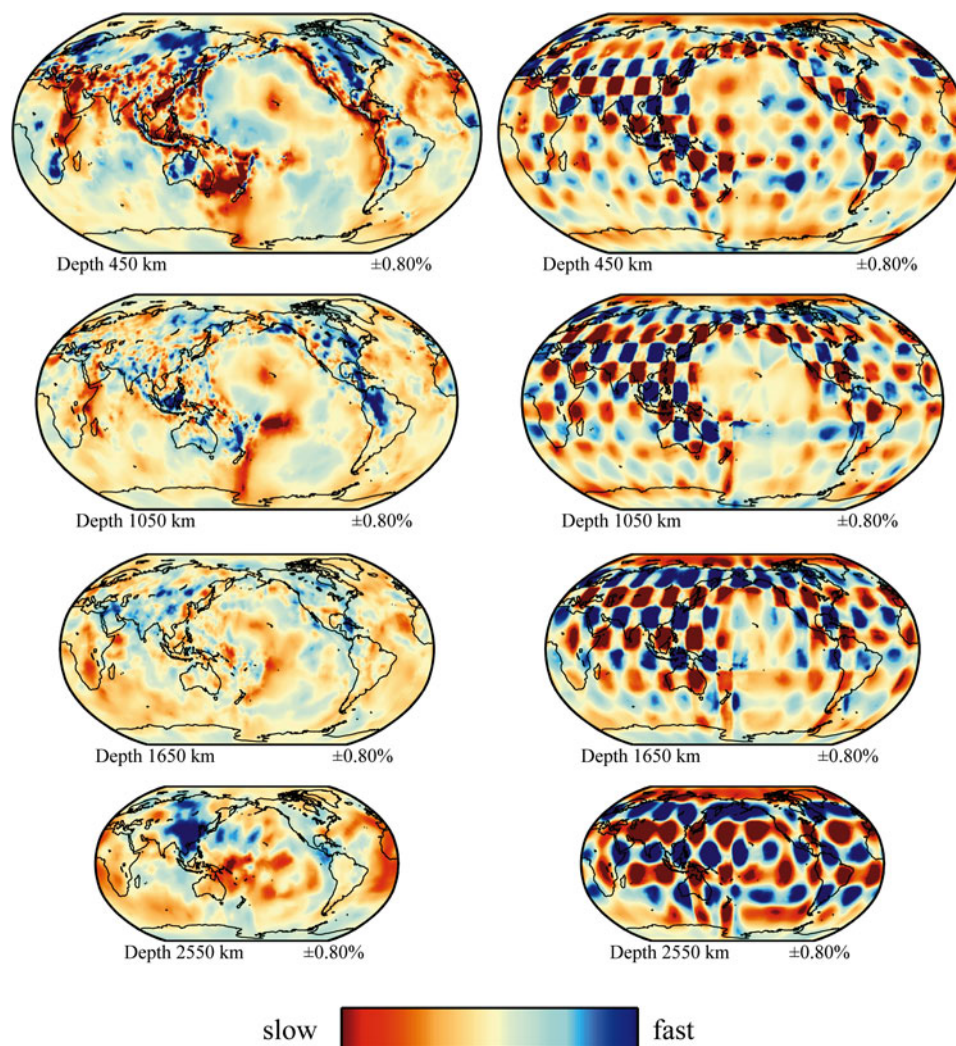 Depth 450 km ±0.80% 450 km ±0.80%
Depth 1050 km ±0.80% Depth 1050 km ±0.80%
Depth 1650 km ±0.80% Depth 1650 km ±0.80%
Depth 2550 km ±0.80% Depth 2550 km ±0.80%
slow fast